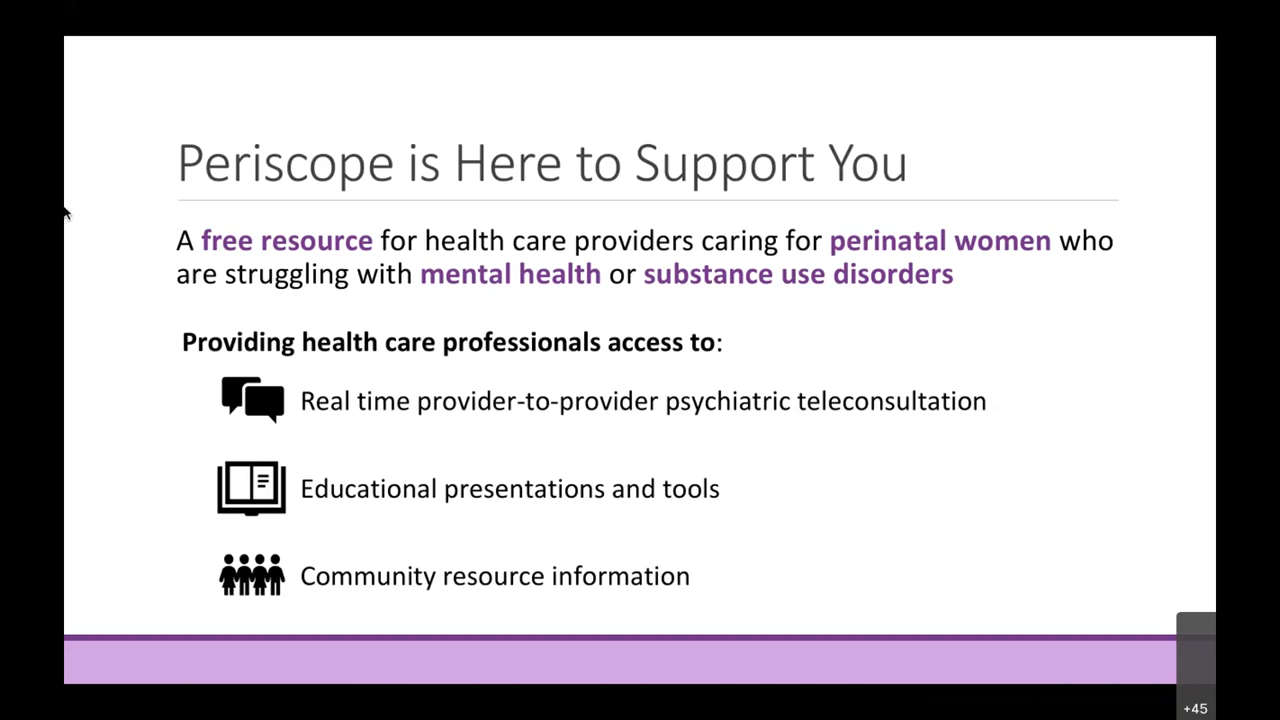 Periscope is Here to Support You
A free resource for health care providers caring for perinatal women who
are struggling with mental health or substance use disorders
Providing health care professionals access to:
Real time provider-to-provider psychiatric teleconsultation
Educational presentations and tools
Community resource information
+45